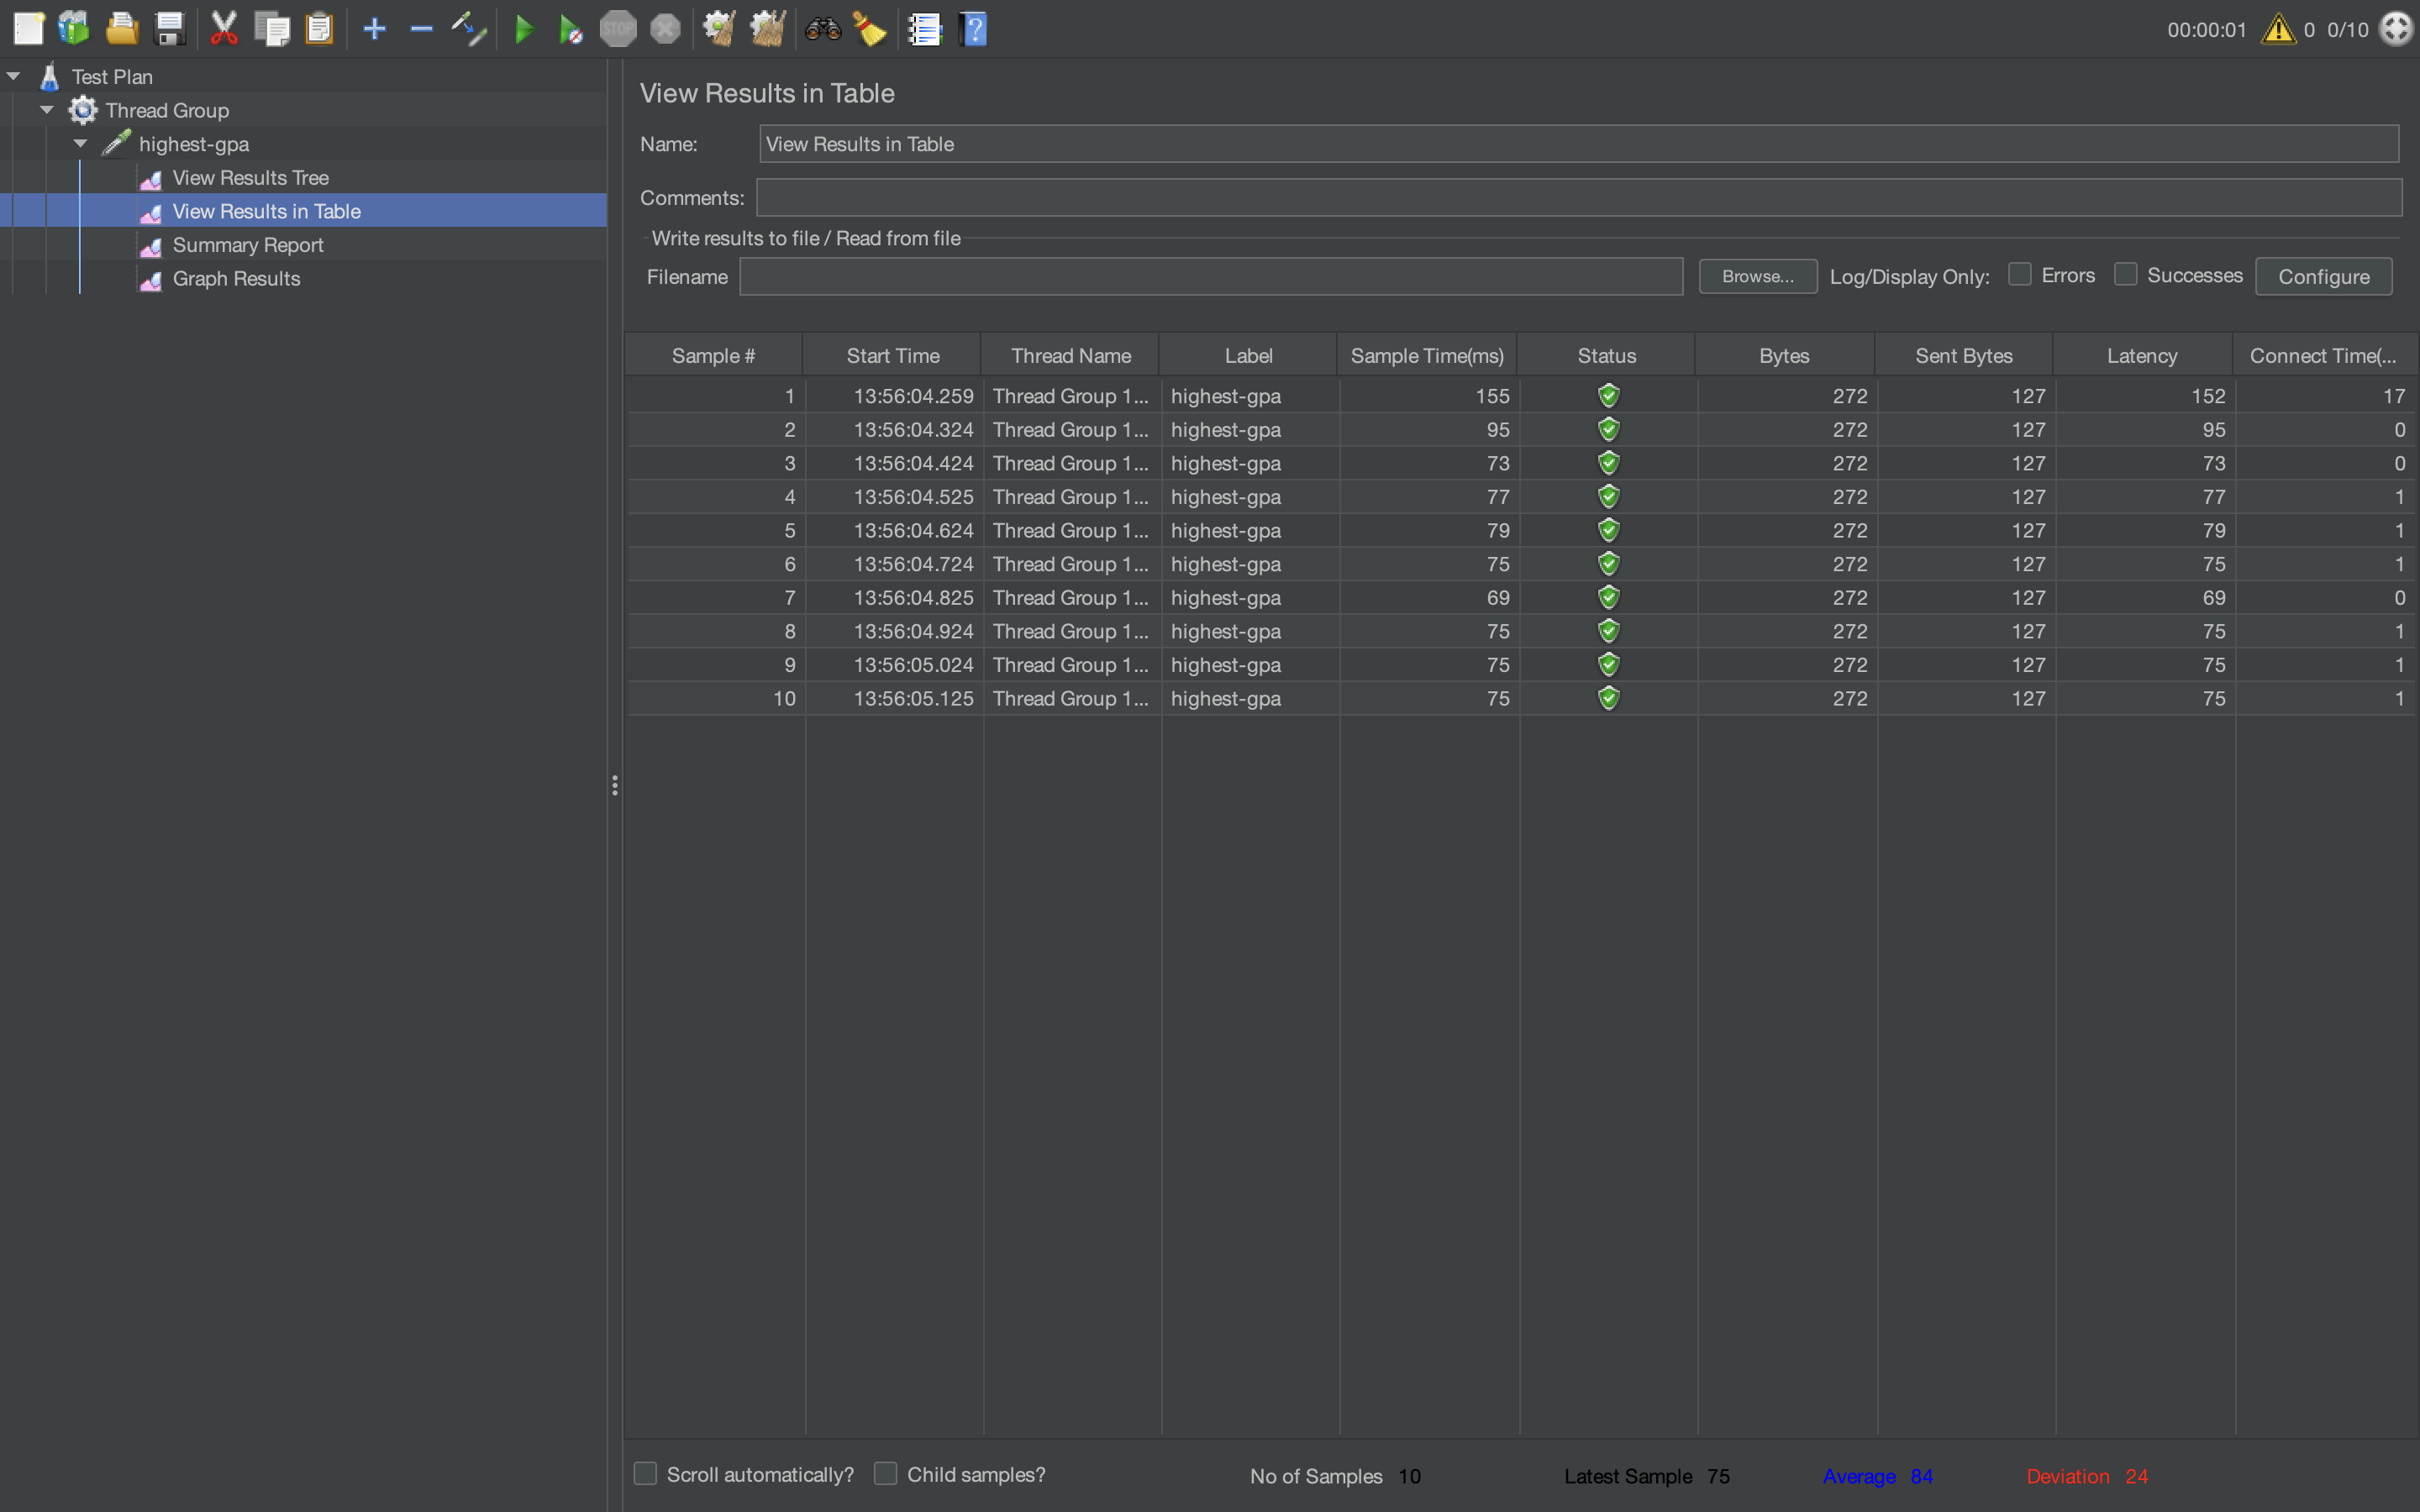 STOP
?
00:00:01 0 0/10
Test Plan
Thread Group
highest-gpa
View Results Tree
View Results in Table
Summary Report
Graph Results
View Results in Table
Name: View Results in Table
Comments:
Write results to file / Read from file
Filename Browse... Log/Display Only: Errors Successes Configure
Sample # Start Time Thread Name Label Sample Time(ms) Status Bytes Sent Bytes Latency Connect Time(...
1 13:56:04.259 Thread Group 1... highest-gpa 155 272 127 152 17
2 13:56:04.324 Thread Group 1... highest-gpa 95 272 127 95 0
3 13:56:04.424 Thread Group 1... highest-gpa 73 272 127 73 0
4 13:56:04.525 Thread Group 1... highest-gpa 77 272 127 77 1
5 13:56:04.624 Thread Group 1... highest-gpa 79 272 127 79 1
6 13:56:04.724 Thread Group 1... highest-gpa 75 272 127 75 1
7 13:56:04.825 Thread Group 1... highest-gpa 69 272 127 69 0
8 13:56:04.924 Thread Group 1... highest-gpa 75 272 127 75 1
9 13:56:05.024 Thread Group 1... highest-gpa 75 272 127 75 1
10 13:56:05.125 Thread Group 1... highest-gpa 75 272 127 75 1
Scroll automatically? Child samples? No of Samples 10 Latest Sample 75 Average 84 Deviation 24